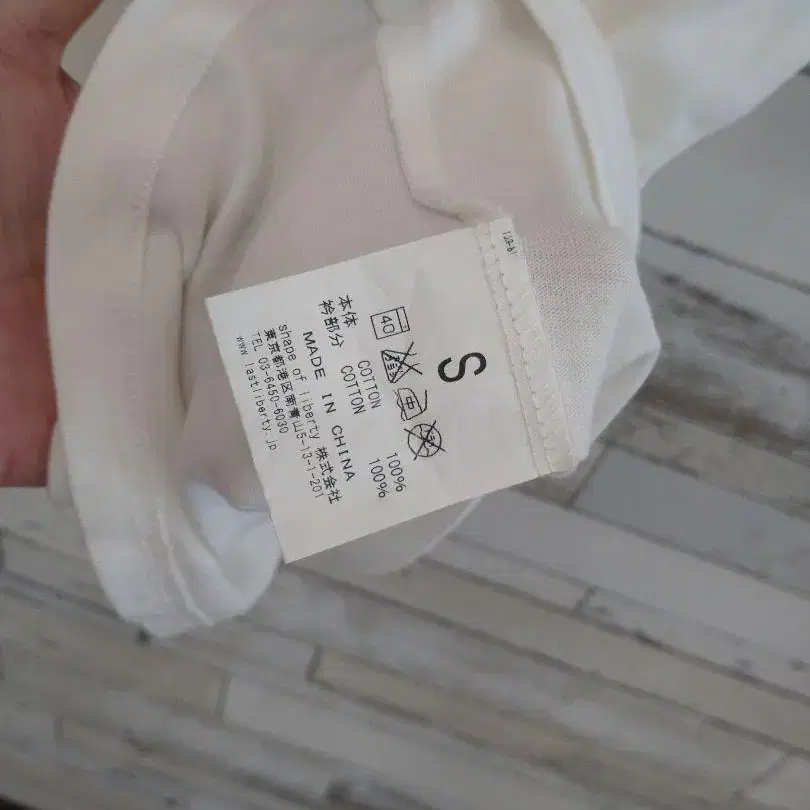 S
40 中
本体 COTTON 100%
衿部分 COTTON 100%
MADE IN CHINA
shape of liberty 株式会社
東京都港区南青山5-13-1-201
TEL 03-6450-6030
www.lastliberty.jp